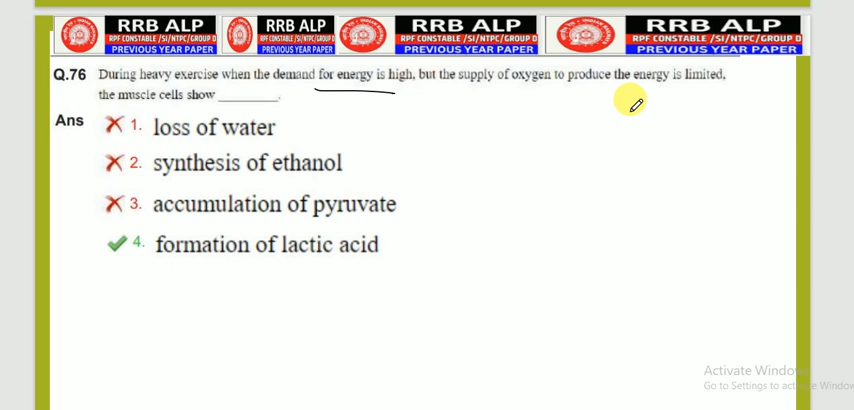 RRB ALP RRB ALP RRB ALP RRB ALP
RPF CONSTABLE /SI/NTPC/GROUP D RPF CONSTABLE /SI/NTPC/GROUP D RPF CONSTABLE /SI/NTPC/GROUP D RPF CONSTABLE /SI/NTPC/GROUP D
PREVIOUS YEAR PAPER PREVIOUS YEAR PAPER PREVIOUS YEAR PAPER PREVIOUS YEAR PAPER
Q.76 During heavy exercise when the demand for energy is high, but the supply of oxygen to produce the energy is limited,
the muscle cells show ________.
Ans 1. loss of water
2. synthesis of ethanol
3. accumulation of pyruvate
4. formation of lactic acid
Activate Windows
Go to Settings to activate Windows